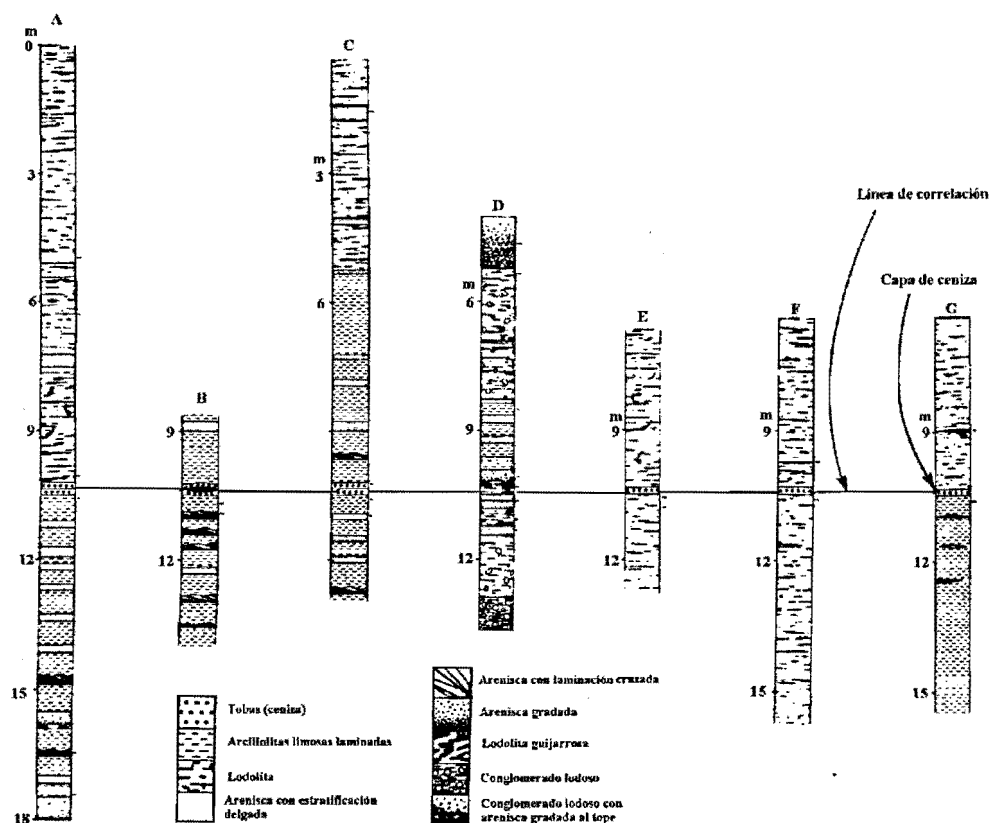 A
m
0
3
6
9
12
15
18
B
9
12
C
m
3
6
9
12
D
m
6
9
12
E
m
9
12
F
m
9
12
15
G
m
9
12
15
Línea de correlación
Capa de ceniza
Tobas (ceniza)
Arcillolitas limosas laminadas
Lodolita
Arenisca con estratificación
delgada
Arenisca con laminación cruzada
Arenisca gradada
Lodolita guijarrosa
Conglomerado lodoso
Conglomerado lodoso con
arenisca gradada al tope